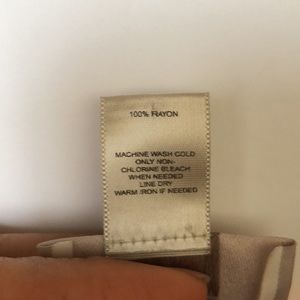 100% RAYON
MACHINE WASH COLD
ONLY NON-
CHLORINE BLEACH
WHEN NEEDED
LINE DRY
WARM IRON IF NEEDED